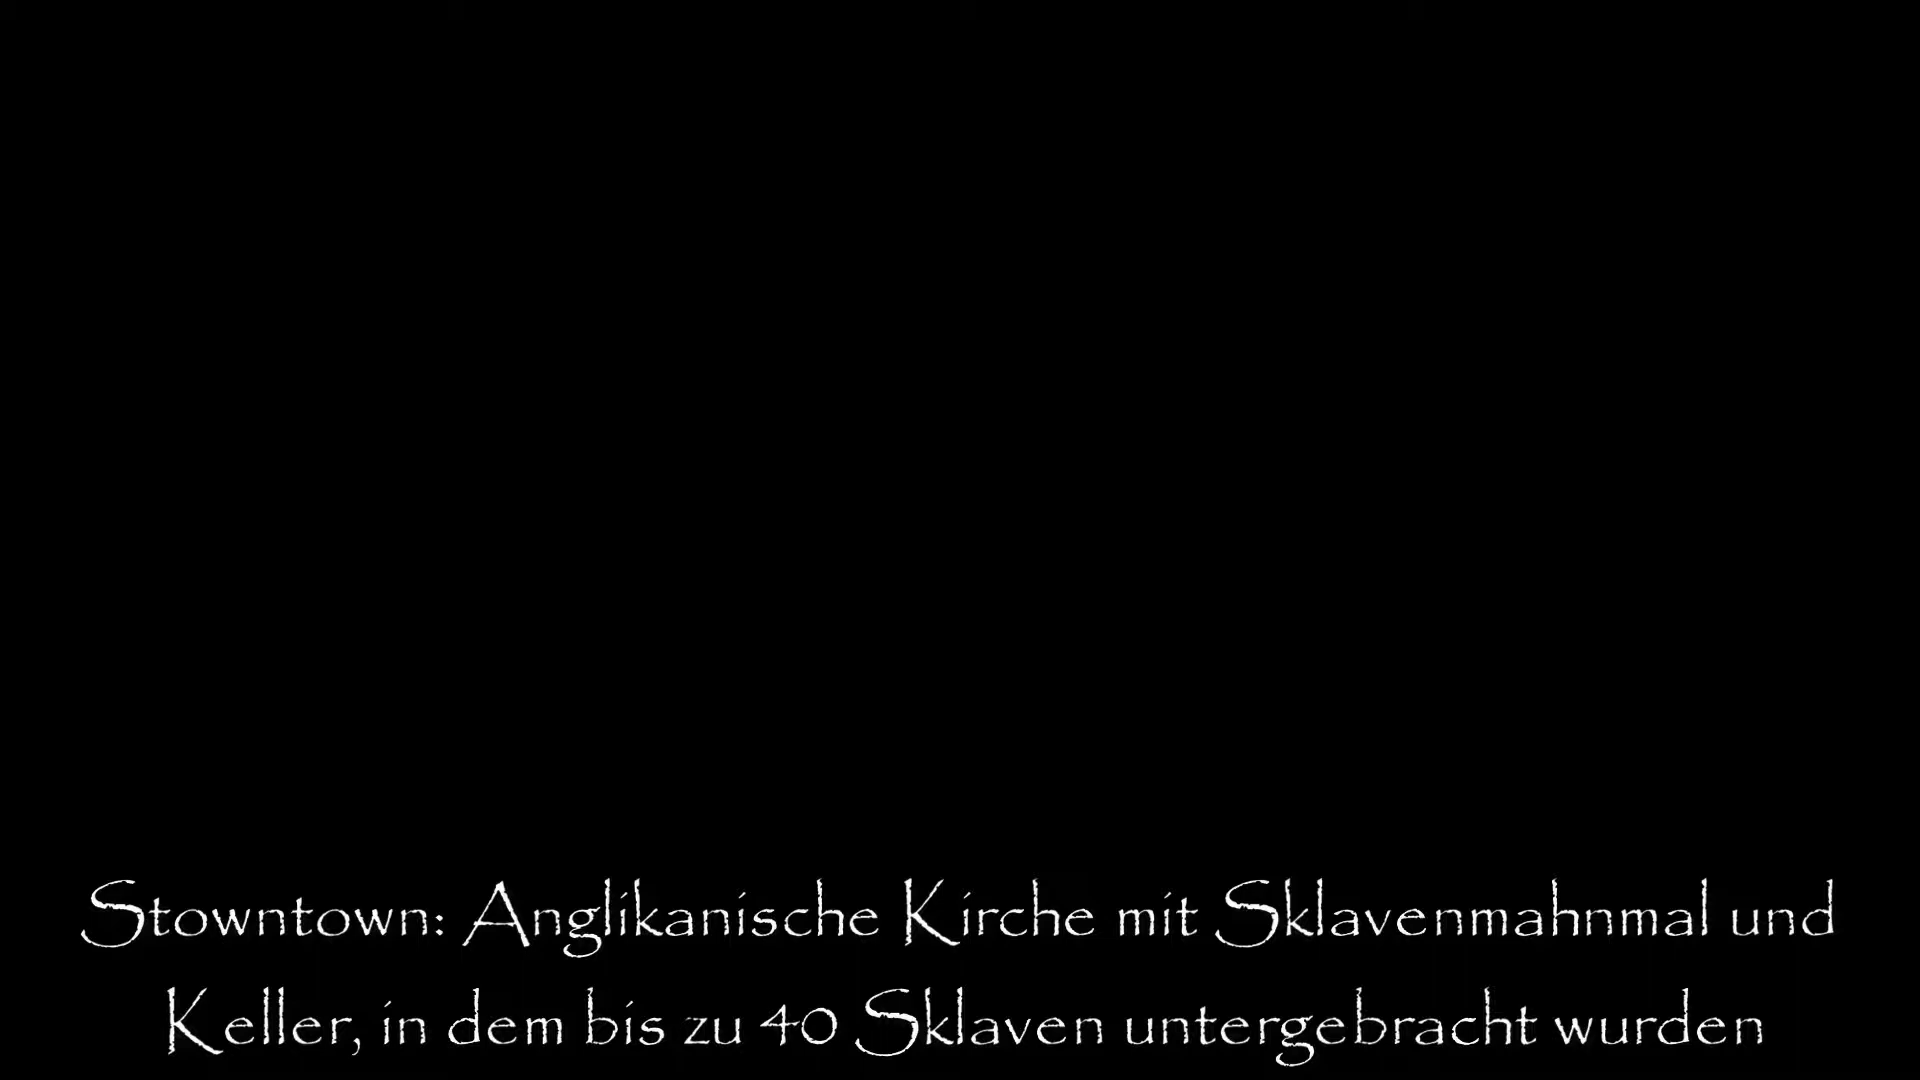 Stowntown: Anglikanische Kirche mit Sklavenmahnmal und
Keller, in dem bis zu 40 Sklaven untergebracht wurden